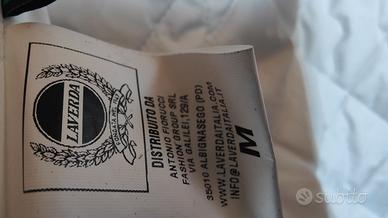 LAVERDA
DISTRIBUITO DA
ANTONIO FIORUCCI
FASHION GROUP SRL
VIA GALILEI,129/A
35010 ALBIGNASEGO (PD)
WWW.LAVERDAITALIA.COM
INFO@LAVERDAITALIA.IT
M
subito